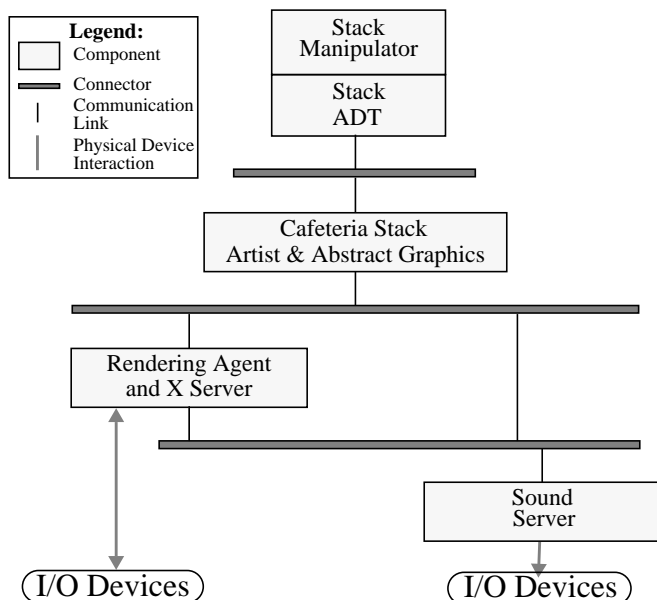 Legend:
Component
Connector
Communication
Link
Physical Device
Interaction
Stack
Manipulator
Stack
ADT
Cafeteria Stack
Artist & Abstract Graphics
Rendering Agent
and X Server
Sound
Server
I/O Devices
I/O Devices